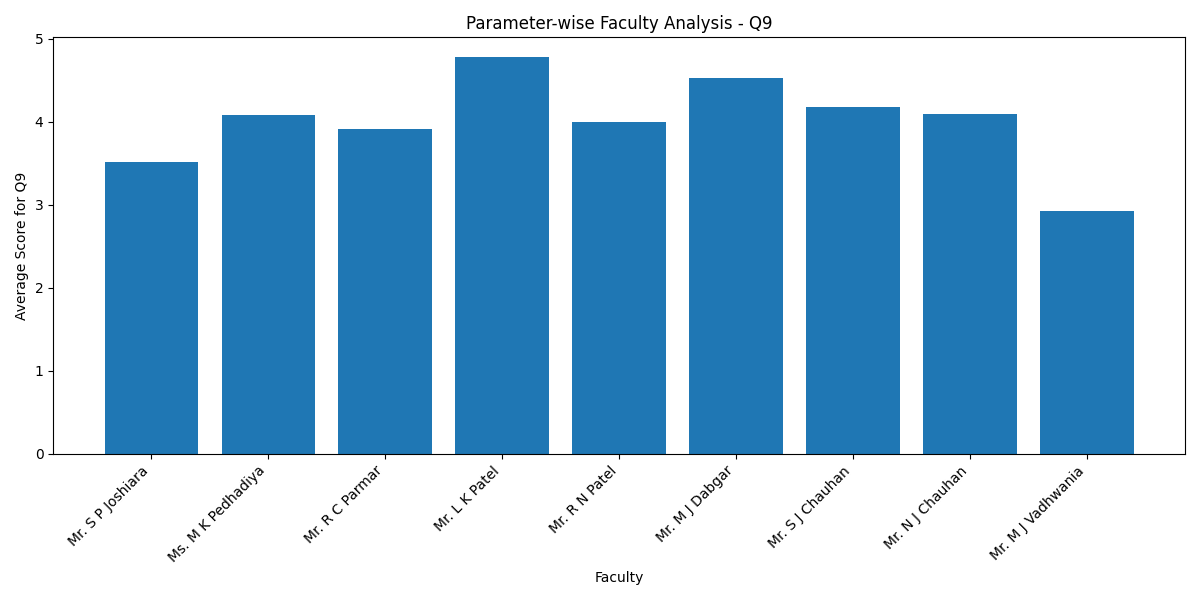 Parameter-wise Faculty Analysis - Q9
Average Score for Q9
5
4
3
2
1
0
Mr. S P Joshiara
Ms. M K Pedhadiya
Mr. R C Parmar
Mr. L K Patel
Mr. R N Patel
Mr. M J Dabgar
Mr. S J Chauhan
Mr. N J Chauhan
Mr. M J Vadhwania
Faculty